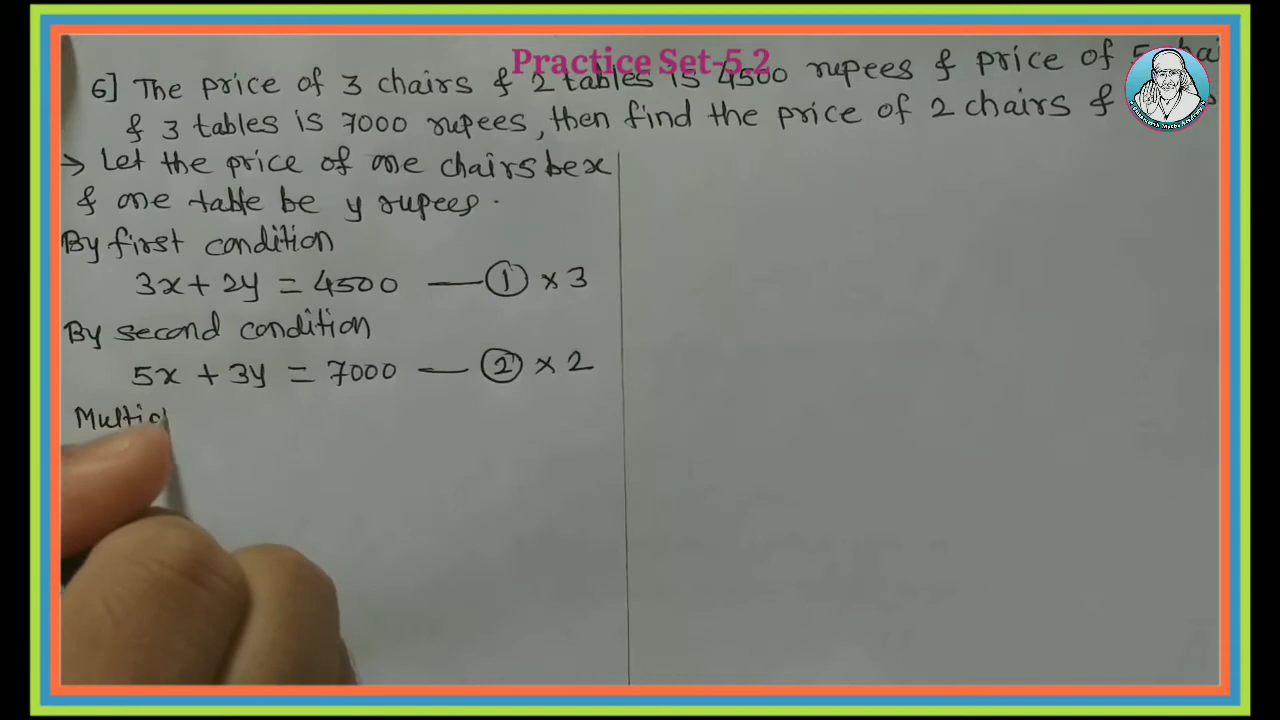 Practice Set-5.2
6] The price of 3 chairs & 2 tables is 4500 rupees & price of 5
& 3 tables is 7000 rupees, then find the price of 2 chairs &
→ Let the price of one chairs be x
& one table be y rupees.
By first condition
3x + 2y = 4500 — ① × 3
By second condition
5x + 3y = 7000 — ② × 2